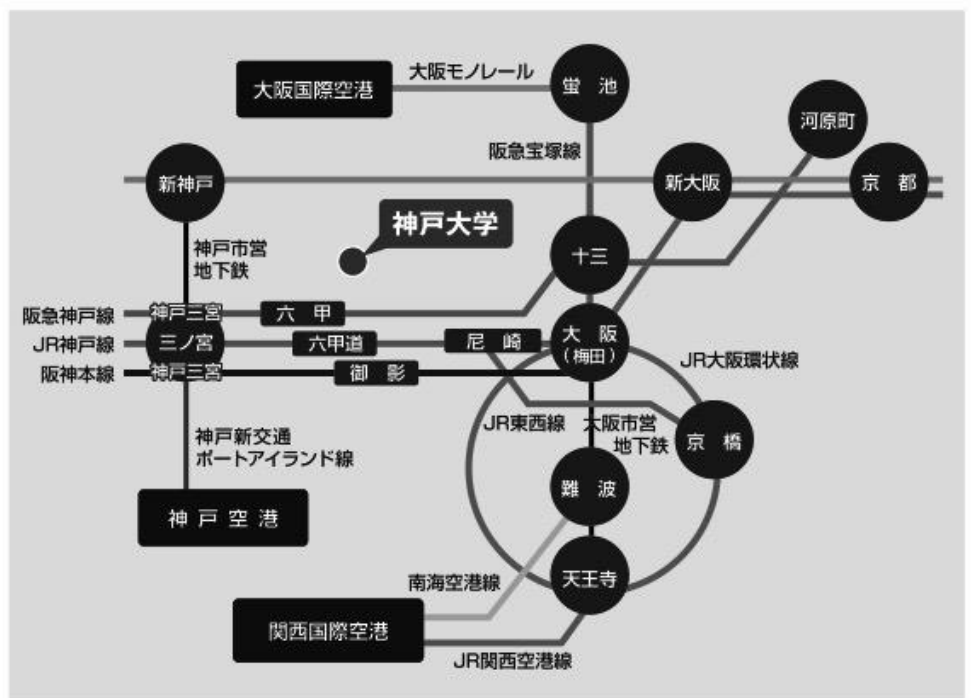 大阪国際空港
大阪モノレール
蛍 池
河原町
阪急宝塚線
新神戸
新大阪
京 都
神戸大学
神戸市営
地下鉄
十三
阪急神戸線
神戸三宮
六 甲
JR神戸線
三ノ宮
六甲道
尼 崎
大 阪
(梅田)
JR大阪環状線
阪神本線
神戸三宮
御 影
JR東西線
大阪市営
地下鉄
京 橋
神戸新交通
ポートアイランド線
難 波
神戸空港
天王寺
南海空港線
関西国際空港
JR関西空港線